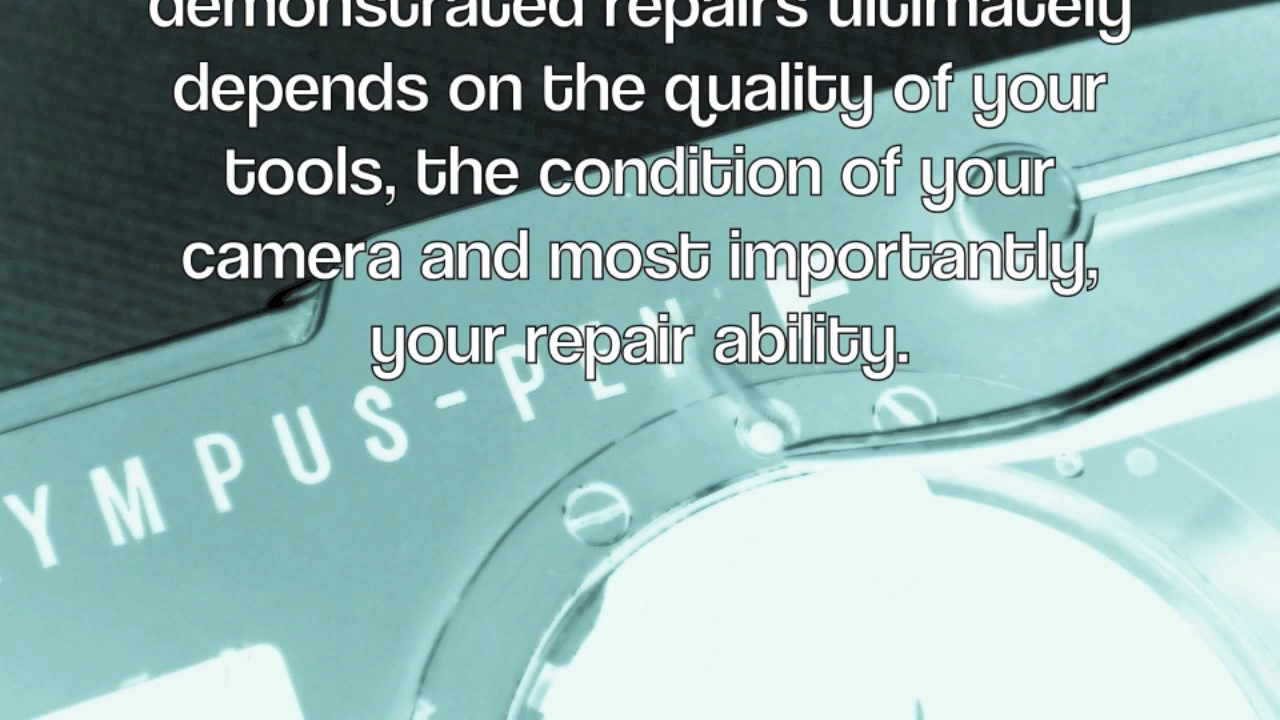 demonstrated repairs ultimately
depends on the quality of your
tools, the condition of your
camera and most importantly,
your repair ability.
YMPUS-PEN F